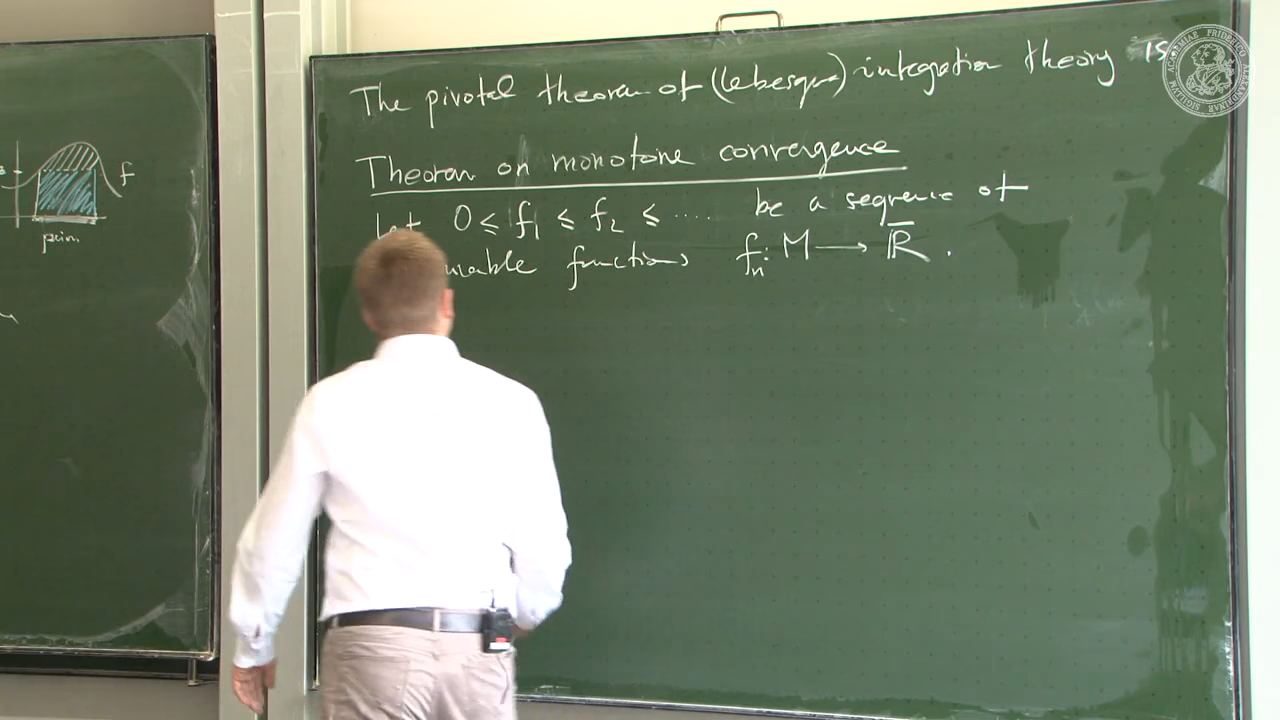 The pivotal theorem of (Lebesgue) integration theory is:
Theorem on monotone convergence
Let 0 ≤ f₁ ≤ f₂ ≤ .... be a sequence of
functions fₙ: M → R̅ .
f